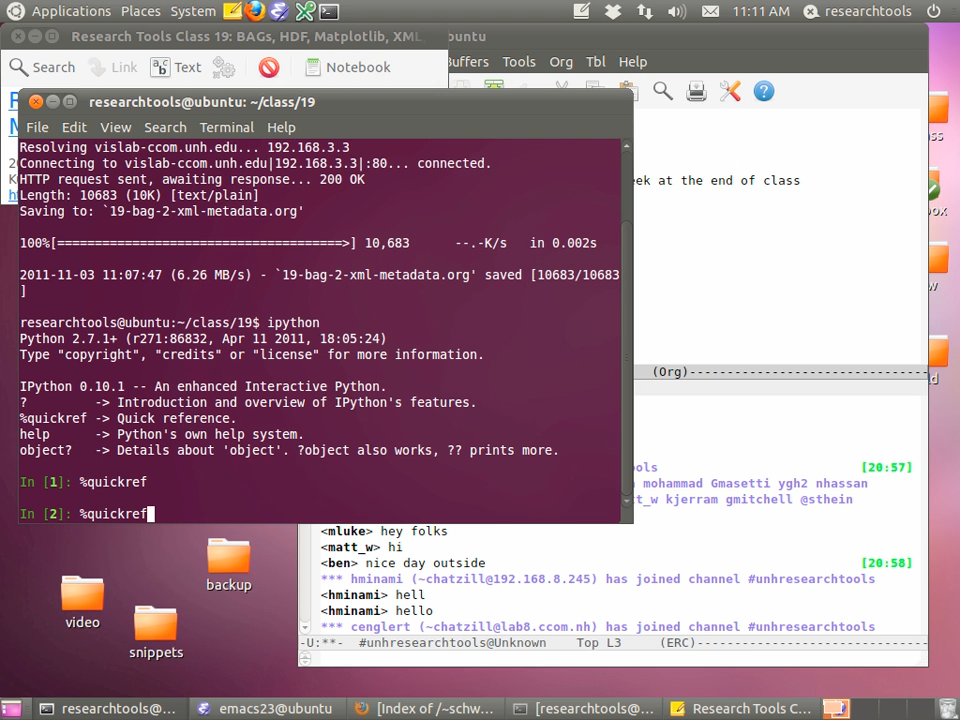 Applications Places System 11:11 AM researchtools
Research Tools Class 19: BAGs, HDF, Matplotlib, XML,
Search Link Text Notebook
Buffers Tools Org Tbl Help
researchtools@ubuntu: ~/class/19
File Edit View Search Terminal Help
Resolving vislab-ccom.unh.edu... 192.168.3.3
Connecting to vislab-ccom.unh.edu|192.168.3.3|:80... connected.
HTTP request sent, awaiting response... 200 OK
Length: 10683 (10K) [text/plain]
Saving to: `19-bag-2-xml-metadata.org'
100%[=====================================>] 10,683 --.-K/s in 0.002s
2011-11-03 11:07:47 (6.26 MB/s) - `19-bag-2-xml-metadata.org' saved [10683/10683
]
researchtools@ubuntu:~/class/19$ ipython
Python 2.7.1+ (r271:86832, Apr 11 2011, 18:05:24)
Type "copyright", "credits" or "license" for more information.
IPython 0.10.1 -- An enhanced Interactive Python.
? -> Introduction and overview of IPython's features.
%quickref -> Quick reference.
help -> Python's own help system.
object? -> Details about 'object'. ?object also works, ?? prints more.
In [1]: %quickref
In [2]: %quickref
at the end of class
(Org)--------------------------------
[20:57]
mohammad Gmasetti ygh2 nhassan
kjerram gmitchell @sthein
<mluke> hey folks
<matt_w> hi
<ben> nice day outside [20:58]
*** hminami (~chatzill@192.168.8.245) has joined channel #unhresearchtools
<hminami> hell
<hminami> hello
*** cenglert (~chatzill@lab8.ccom.nh) has joined channel #unhresearchtools
-U:**- #unhresearchtools@Unknown Top L3 (ERC)--------------------------------
backup
video
snippets
researchtools@... emacs23@ubuntu [Index of /~schw... [researchtools@... Research Tools C...